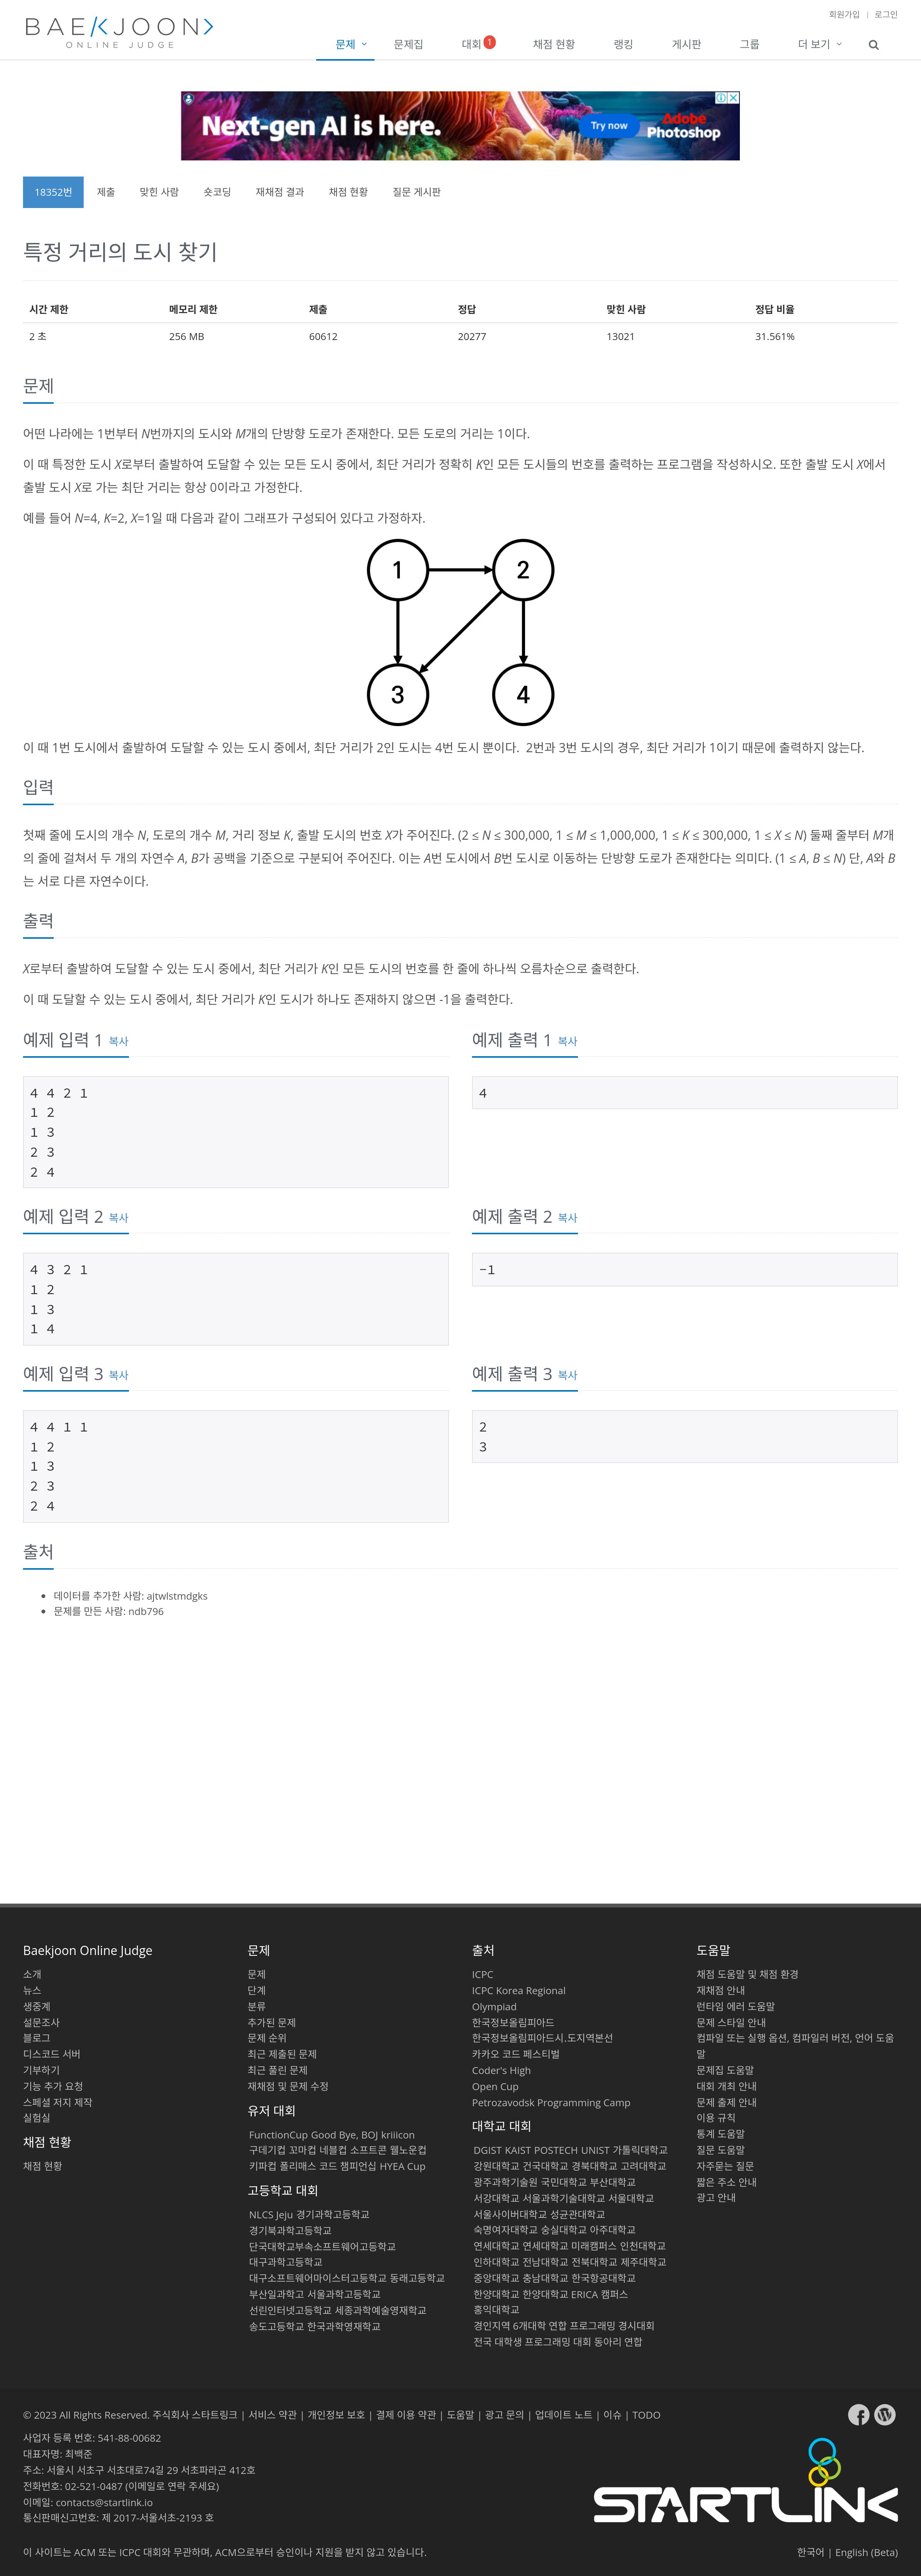 회원가입 | 로그인
BAEKJOON>
ONLINE JUDGE
문제 문제집 대회 1 채점 현황 랭킹 게시판 그룹 더 보기
Next-gen AI is here. Try now Adobe Photoshop
18352번 제출 맞힌 사람 숏코딩 재채점 결과 채점 현황 질문 게시판
특정 거리의 도시 찾기
시간 제한 메모리 제한 제출 정답 맞힌 사람 정답 비율
2 초 256 MB 60612 20277 13021 31.561%
문제
어떤 나라에는 1번부터 N번까지의 도시와 M개의 단방향 도로가 존재한다. 모든 도로의 거리는 1이다.
이 때 특정한 도시 X로부터 출발하여 도달할 수 있는 모든 도시 중에서, 최단 거리가 정확히 K인 모든 도시들의 번호를 출력하는 프로그램을 작성하시오. 또한 출발 도시 X에서
출발 도시 X로 가는 최단 거리는 항상 0이라고 가정한다.
예를 들어 N=4, K=2, X=1일 때 다음과 같이 그래프가 구성되어 있다고 가정하자.
1 2
3 4
이 때 1번 도시에서 출발하여 도달할 수 있는 도시 중에서, 최단 거리가 2인 도시는 4번 도시 뿐이다.  2번과 3번 도시의 경우, 최단 거리가 1이기 때문에 출력하지 않는다.
입력
첫째 줄에 도시의 개수 N, 도로의 개수 M, 거리 정보 K, 출발 도시의 번호 X가 주어진다. (2 ≤ N ≤ 300,000, 1 ≤ M ≤ 1,000,000, 1 ≤ K ≤ 300,000, 1 ≤ X ≤ N) 둘째 줄부터 M개
의 줄에 걸쳐서 두 개의 자연수 A, B가 공백을 기준으로 구분되어 주어진다. 이는 A번 도시에서 B번 도시로 이동하는 단방향 도로가 존재한다는 의미다. (1 ≤ A, B ≤ N) 단, A와 B
는 서로 다른 자연수이다.
출력
X로부터 출발하여 도달할 수 있는 도시 중에서, 최단 거리가 K인 모든 도시의 번호를 한 줄에 하나씩 오름차순으로 출력한다.
이 때 도달할 수 있는 도시 중에서, 최단 거리가 K인 도시가 하나도 존재하지 않으면 -1을 출력한다.
예제 입력 1 복사
4 4 2 1
1 2
1 3
2 3
2 4
예제 출력 1 복사
4
예제 입력 2 복사
4 3 2 1
1 2
1 3
1 4
예제 출력 2 복사
-1
예제 입력 3 복사
4 4 1 1
1 2
1 3
2 3
2 4
예제 출력 3 복사
2
3
출처
데이터를 추가한 사람: ajtwlstmdgks
문제를 만든 사람: ndb796
Baekjoon Online Judge
소개
뉴스
생중계
설문조사
블로그
디스코드 서버
기부하기
기능 추가 요청
스페셜 저지 제작
실험실
채점 현황
채점 현황
문제
문제
단계
분류
추가된 문제
문제 순위
최근 제출된 문제
최근 풀린 문제
재채점 및 문제 수정
유저 대회
FunctionCup Good Bye, BOJ kriiicon
구데기컵 꼬마컵 네블컵 소프트콘 웰노운컵
키파컵 폴리매스 코드 챔피언십 HYEA Cup
고등학교 대회
NLCS Jeju 경기과학고등학교
경기북과학고등학교
단국대학교부속소프트웨어고등학교
대구과학고등학교
대구소프트웨어마이스터고등학교 동래고등학교
부산일과학고 서울과학고등학교
선린인터넷고등학교 세종과학예술영재학교
송도고등학교 한국과학영재학교
출처
ICPC
ICPC Korea Regional
Olympiad
한국정보올림피아드
한국정보올림피아드시.도지역본선
카카오 코드 페스티벌
Coder's High
Open Cup
Petrozavodsk Programming Camp
대학교 대회
DGIST KAIST POSTECH UNIST 가톨릭대학교
강원대학교 건국대학교 경북대학교 고려대학교
광주과학기술원 국민대학교 부산대학교
서강대학교 서울과학기술대학교 서울대학교
서울사이버대학교 성균관대학교
숙명여자대학교 숭실대학교 아주대학교
연세대학교 연세대학교 미래캠퍼스 인천대학교
인하대학교 전남대학교 전북대학교 제주대학교
중앙대학교 충남대학교 한국항공대학교
한양대학교 한양대학교 ERICA 캠퍼스
홍익대학교
경인지역 6개대학 연합 프로그래밍 경시대회
전국 대학생 프로그래밍 대회 동아리 연합
도움말
채점 도움말 및 채점 환경
재채점 안내
런타임 에러 도움말
문제 스타일 안내
컴파일 또는 실행 옵션, 컴파일러 버전, 언어 도움
말
문제집 도움말
대회 개최 안내
문제 출제 안내
이용 규칙
통계 도움말
질문 도움말
자주묻는 질문
짧은 주소 안내
광고 안내
© 2023 All Rights Reserved. 주식회사 스타트링크 | 서비스 약관 | 개인정보 보호 | 결제 이용 약관 | 도움말 | 광고 문의 | 업데이트 노트 | 이슈 | TODO
사업자 등록 번호: 541-88-00682
대표자명: 최백준
주소: 서울시 서초구 서초대로74길 29 서초파라곤 412호
전화번호: 02-521-0487 (이메일로 연락 주세요)
이메일: contacts@startlink.io
통신판매신고번호: 제 2017-서울서초-2193 호
STARTLINK
이 사이트는 ACM 또는 ICPC 대회와 무관하며, ACM으로부터 승인이나 지원을 받지 않고 있습니다.
한국어 | English (Beta)